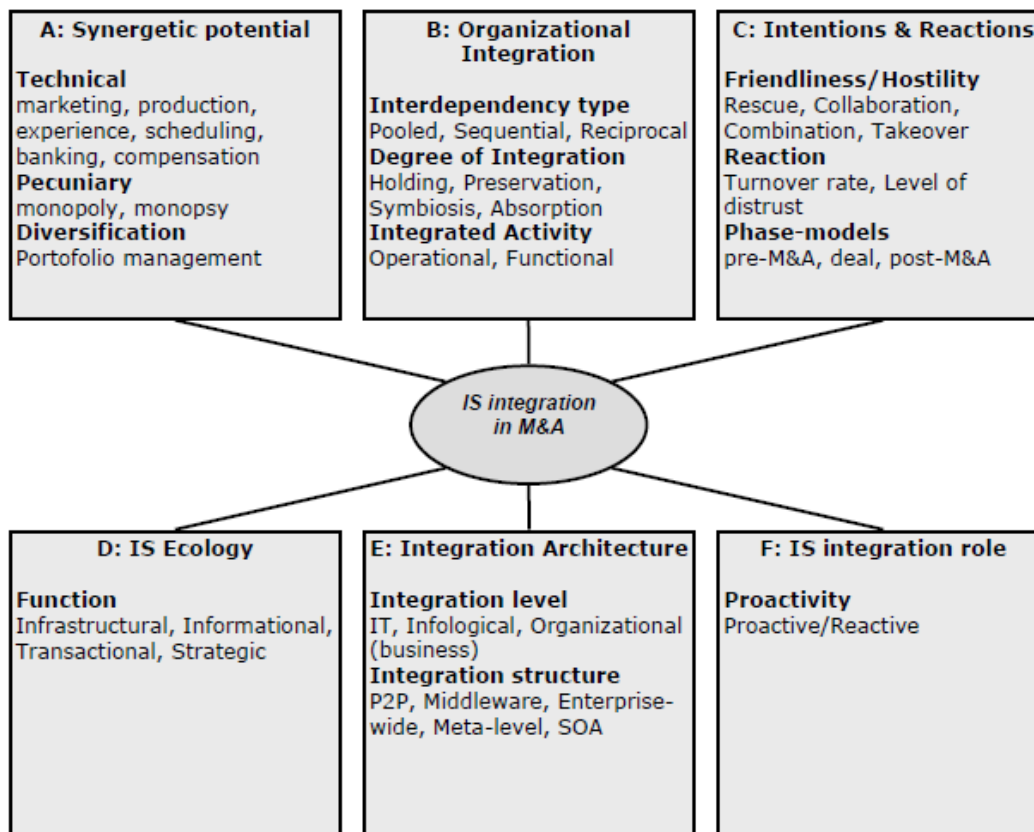 A: Synergetic potential
Technical
marketing, production,
experience, scheduling,
banking, compensation
Pecuniary
monopoly, monopsy
Diversification
Portofolio management
B: Organizational
Integration
Interdependency type
Pooled, Sequential, Reciprocal
Degree of Integration
Holding, Preservation,
Symbiosis, Absorption
Integrated Activity
Operational, Functional
C: Intentions & Reactions
Friendliness/Hostility
Rescue, Collaboration,
Combination, Takeover
Reaction
Turnover rate, Level of
distrust
Phase-models
pre-M&A, deal, post-M&A
IS integration
in M&A
D: IS Ecology
Function
Infrastructural, Informational,
Transactional, Strategic
E: Integration Architecture
Integration level
IT, Infological, Organizational
(business)
Integration structure
P2P, Middleware, Enterprise-
wide, Meta-level, SOA
F: IS integration role
Proactivity
Proactive/Reactive